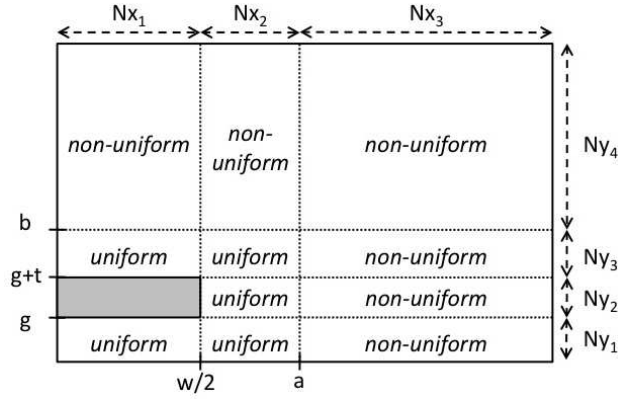 Nx₁ Nx₂ Nx₃
non-uniform non- uniform non-uniform Ny₄
b
uniform uniform non-uniform Ny₃
g+t
uniform non-uniform Ny₂
g
uniform uniform non-uniform Ny₁
w/2 a